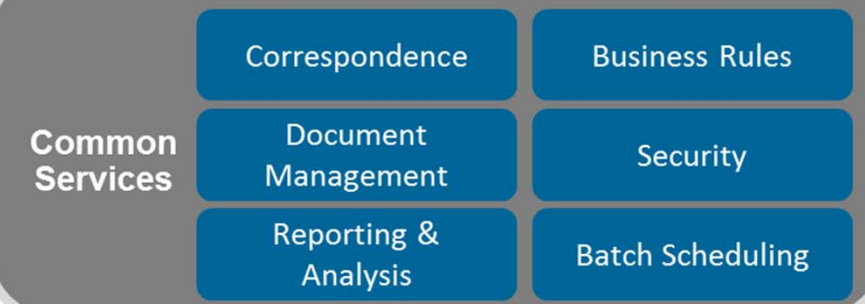 Common
Services
Correspondence
Business Rules
Document
Management
Security
Reporting &
Analysis
Batch Scheduling